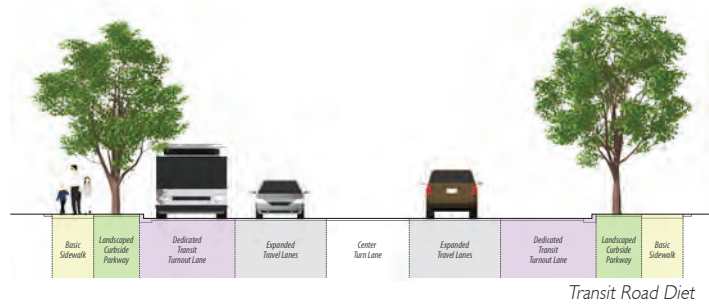 Basic
Sidewalk
Landscaped
Curbside
Parkway
Dedicated
Transit
Turnout Lane
Expanded
Travel Lanes
Center
Turn Lane
Expanded
Travel Lanes
Dedicated
Transit
Turnout Lane
Landscaped
Curbside
Parkway
Basic
Sidewalk
Transit Road Diet